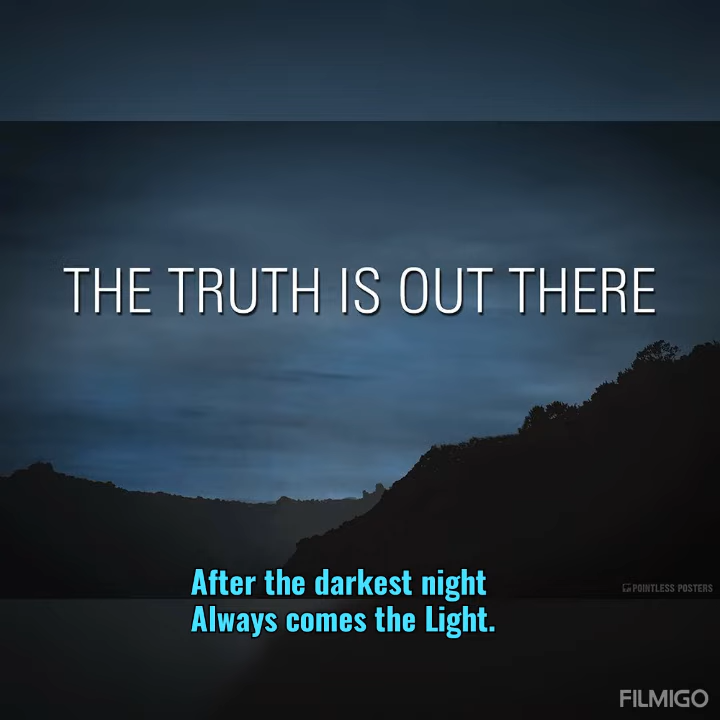 THE TRUTH IS OUT THERE
After the darkest night
POINTLESS POSTERS
Always comes the Light.
FILMIGO